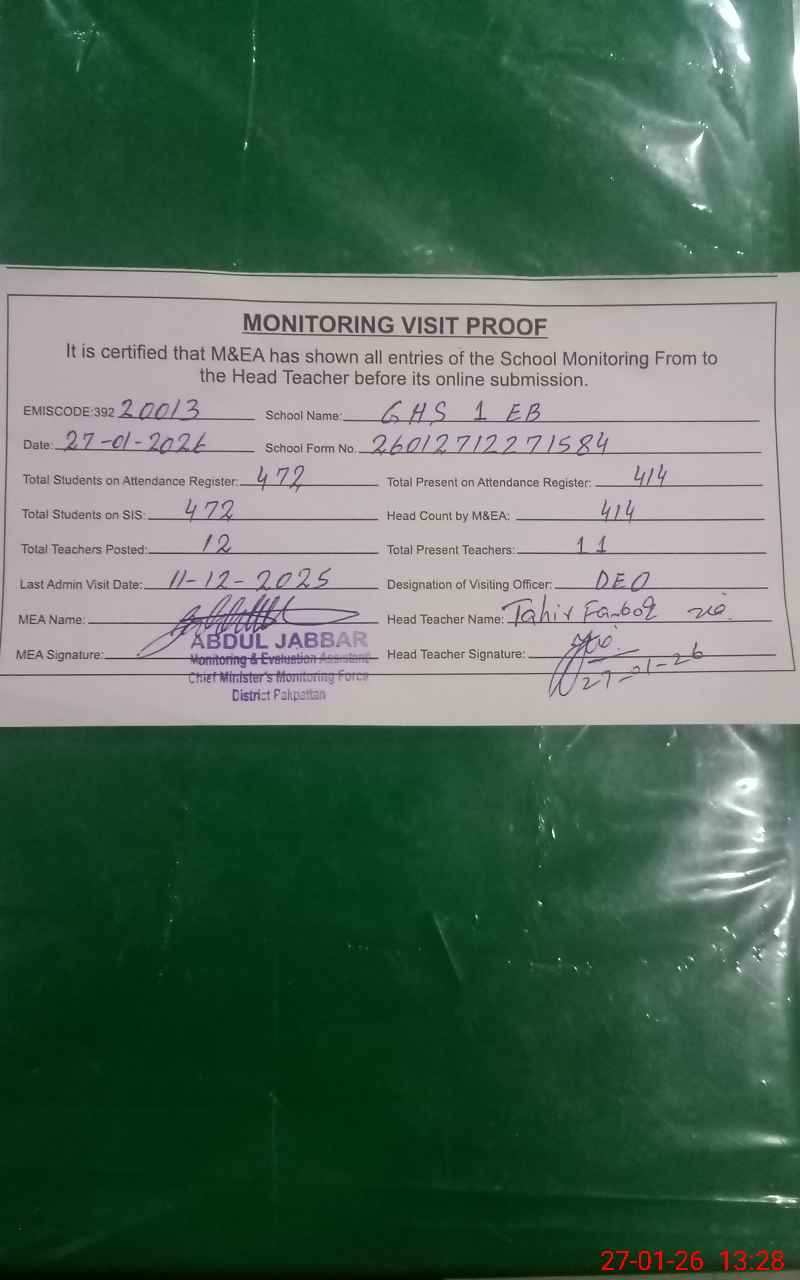 MONITORING VISIT PROOF
It is certified that M&EA has shown all entries of the School Monitoring From to
the Head Teacher before its online submission.
EMISCODE:392 20013 School Name: GHS 1 EB
Date: 27-01-2026 School Form No. 26012712271584
Total Students on Attendance Register: 472 Total Present on Attendance Register: 414
Total Students on SIS: 472 Head Count by M&EA: 414
Total Teachers Posted: 12 Total Present Teachers: 11
Last Admin Visit Date: 11-12-2025 Designation of Visiting Officer: DEO
MEA Name: Head Teacher Name: Tahir
MEA Signature: Head Teacher Signature:
ABDUL JABBAR
Monitoring & Evaluation Assistant
Chief Minister's Monitoring Force
District Pakpattan
27-01-26
27-01-26 13:28